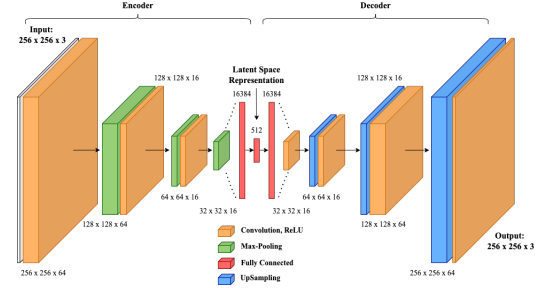 Encoder
Decoder
Input:
256 x 256 x 3
128 x 128 x 16
Latent Space
Representation
16384
16384
512
128 x 128 x 16
64 x 64 x 16
64 x 64 x 16
32 x 32 x 16
32 x 32 x 16
128 x 128 x 64
128 x 128 x 64
256 x 256 x 64
256 x 256 x 64
Output:
256 x 256 x 3
Convolution, ReLU
Max-Pooling
Fully Connected
UpSampling